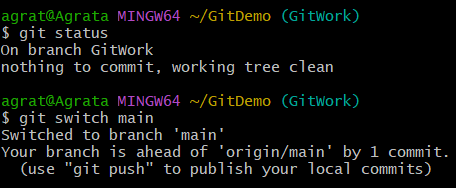 agrat@Agrata MINGW64 ~/GitDemo (GitWork)
$ git status
On branch GitWork
nothing to commit, working tree clean
agrat@Agrata MINGW64 ~/GitDemo (GitWork)
$ git switch main
Switched to branch 'main'
Your branch is ahead of 'origin/main' by 1 commit.
  (use "git push" to publish your local commits)